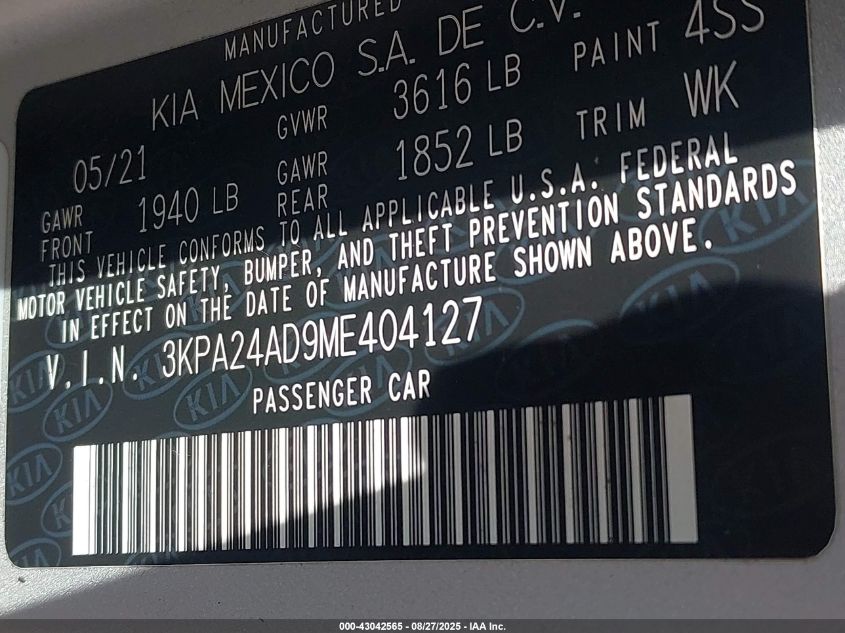 MANUFACTURED
KIA MEXICO S.A. DE C.V.
05/21 GVWR 3616 LB PAINT 4SS
GAWR FRONT 1940 LB GAWR REAR 1852 LB TRIM WK
THIS VEHICLE CONFORMS TO ALL APPLICABLE U.S.A. FEDERAL
MOTOR VEHICLE SAFETY, BUMPER, AND THEFT PREVENTION STANDARDS
IN EFFECT ON THE DATE OF MANUFACTURE SHOWN ABOVE.
V.I.N. 3KPA24AD9ME404127
PASSENGER CAR
000-43042565 - 08/27/2025 - IAA Inc.